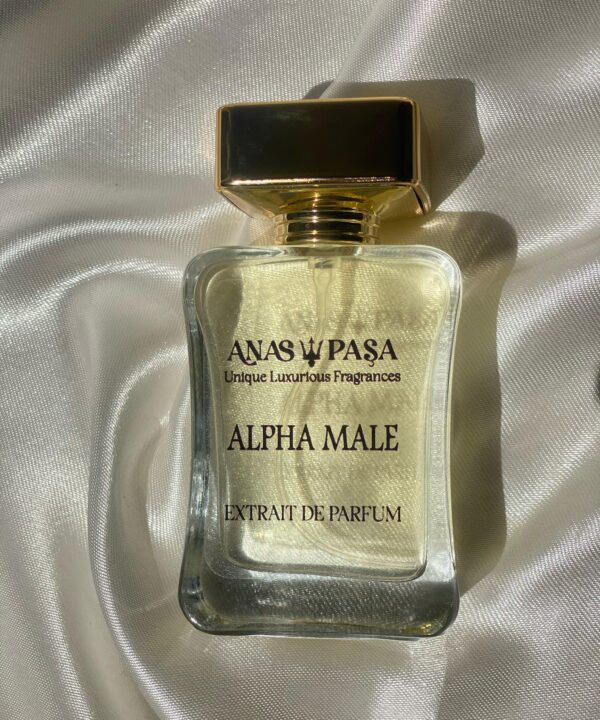 ANAS PAŞA
Unique Luxurious Fragrances
ALPHA MALE
EXTRAIT DE PARFUM